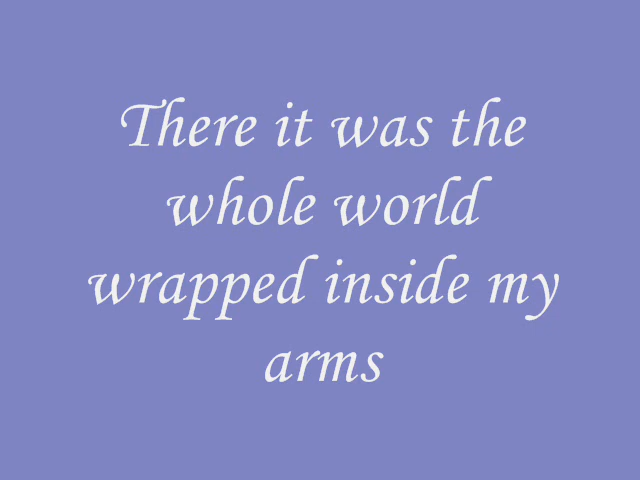 There it was the
whole world
wrapped inside my
arms